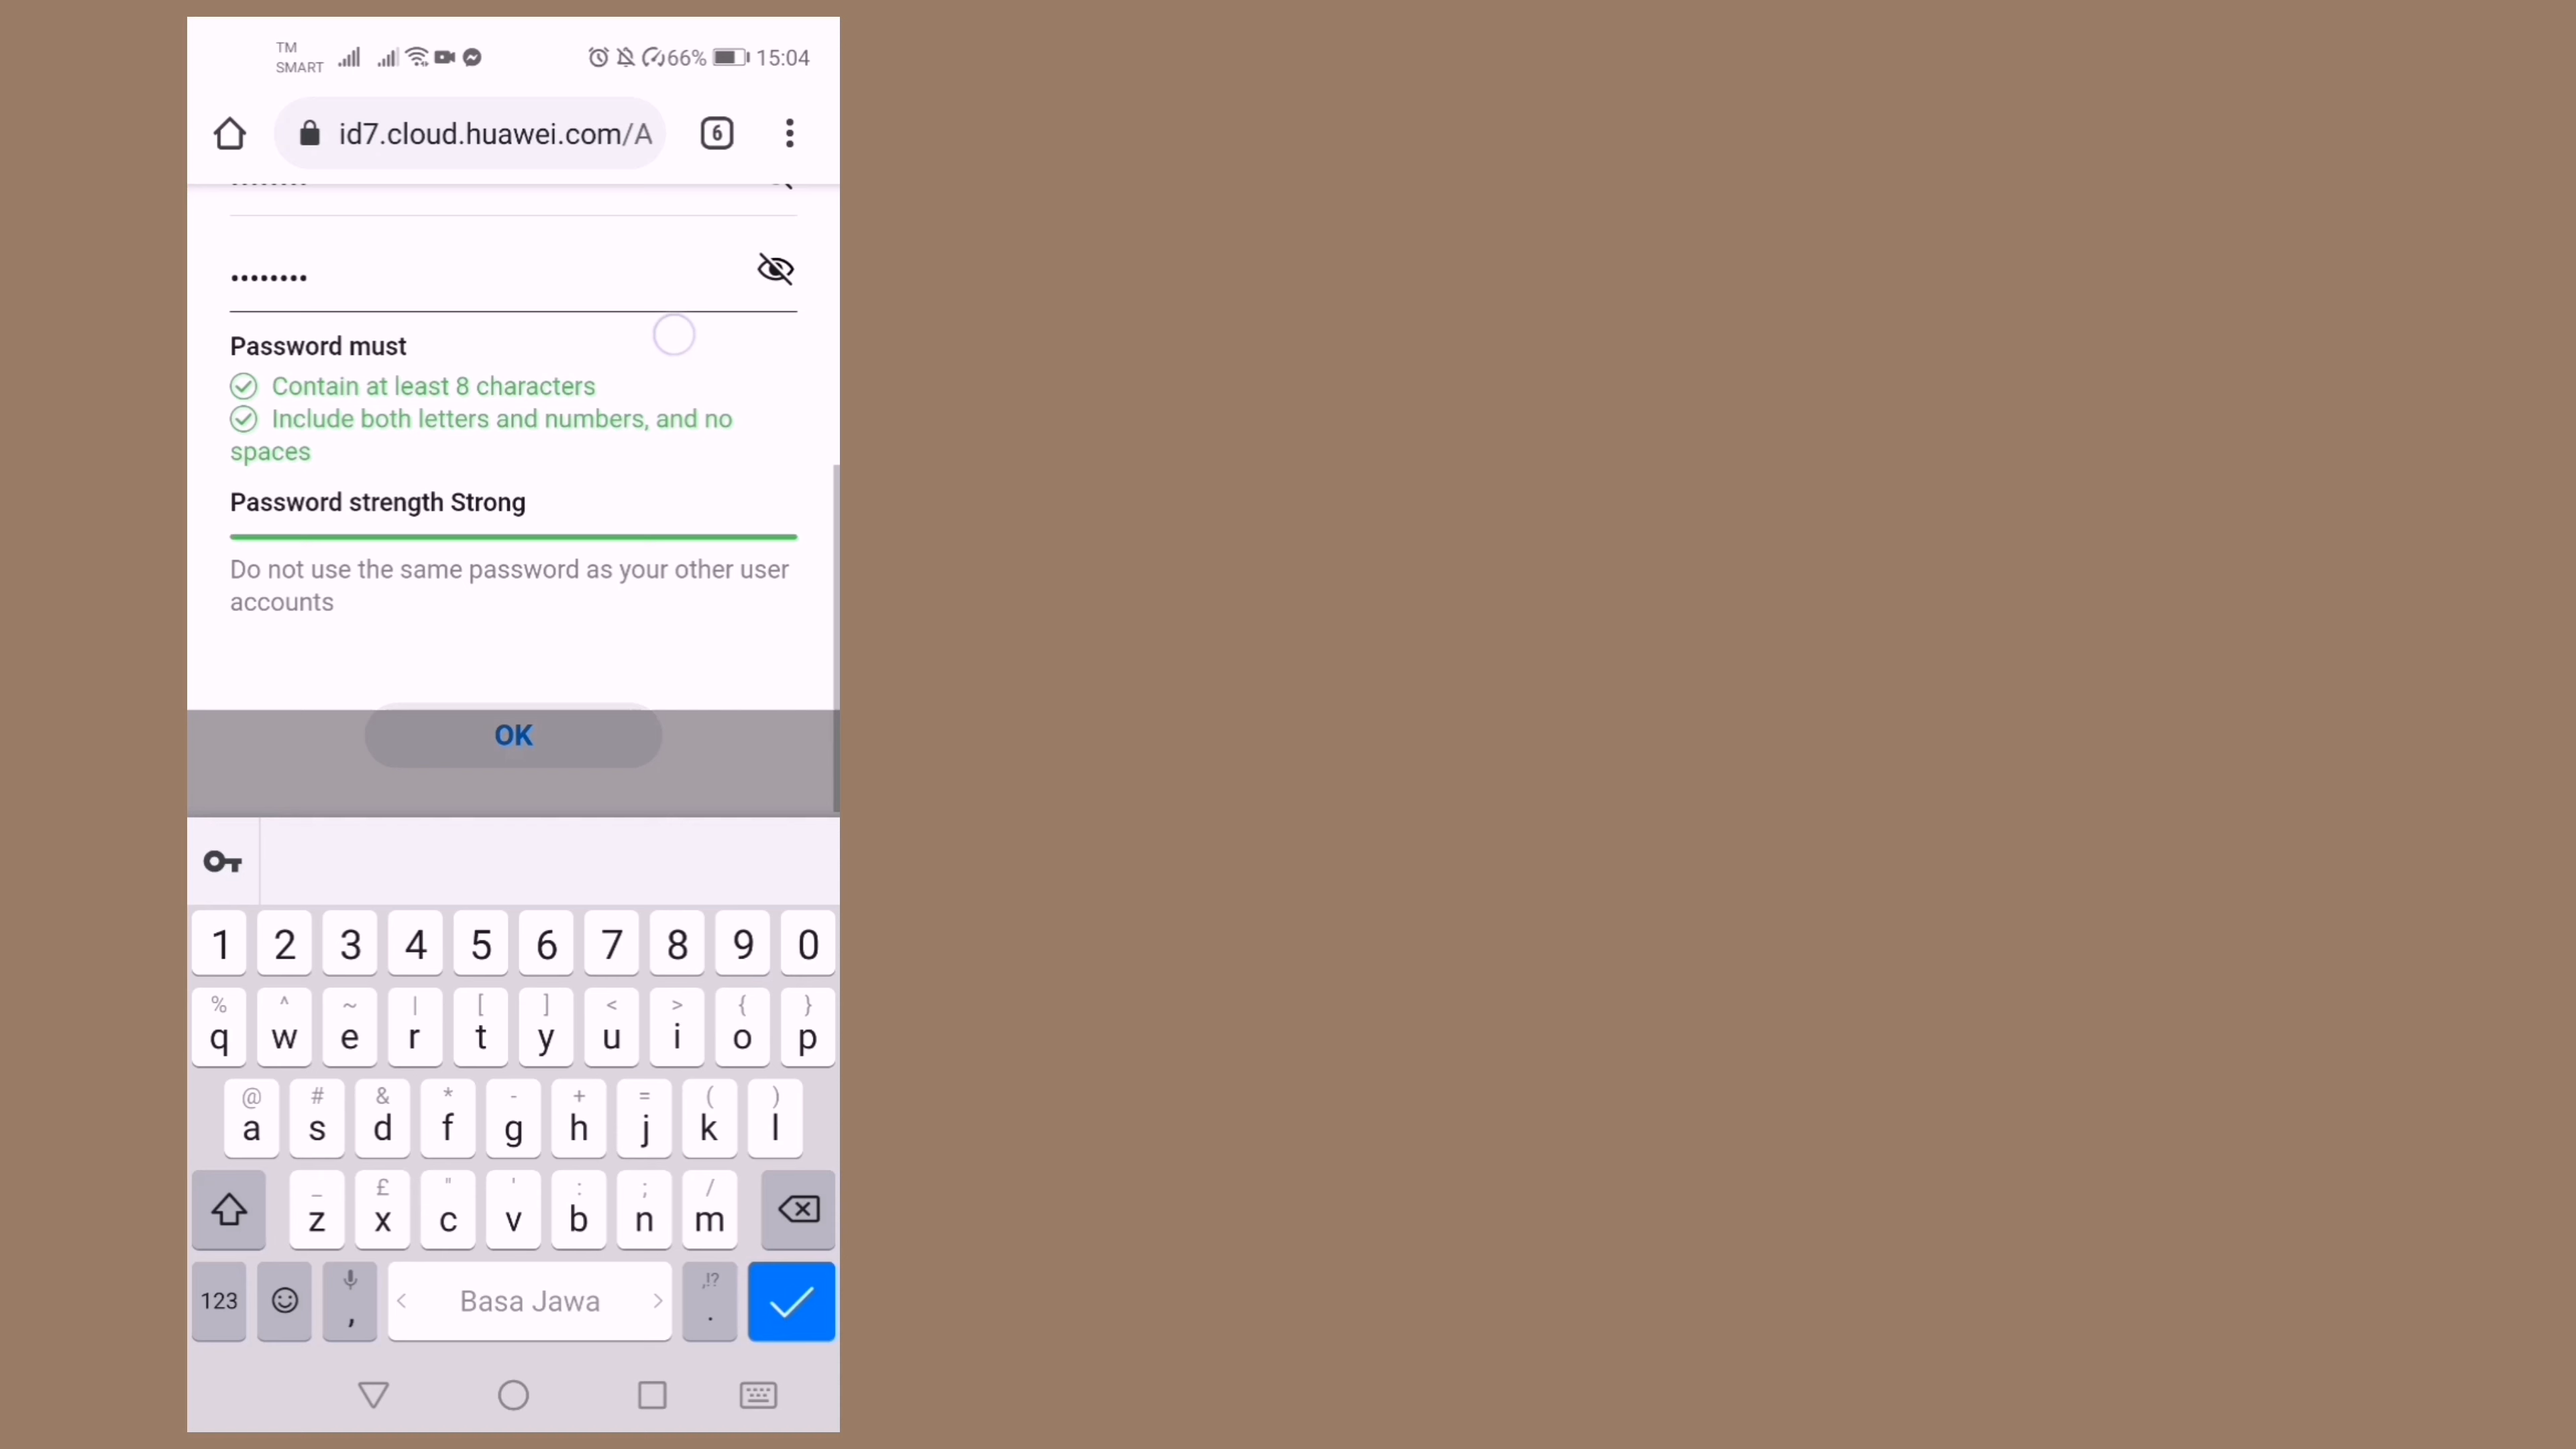 TM
SMART
66% 15:04
id7.cloud.huawei.com/A
6
••••••••
Password must
Contain at least 8 characters
Include both letters and numbers, and no
spaces
Password strength Strong
Do not use the same password as your other user
accounts
OK
1 2 3 4 5 6 7 8 9 0
% ^ ~ | [ ] < > { }
q w e r t y u i o p
@ # & * - + = ( )
a s d f g h j k l
_ £ " ' : ; /
z x c v b n m
123 , < Basa Jawa > ,!? .